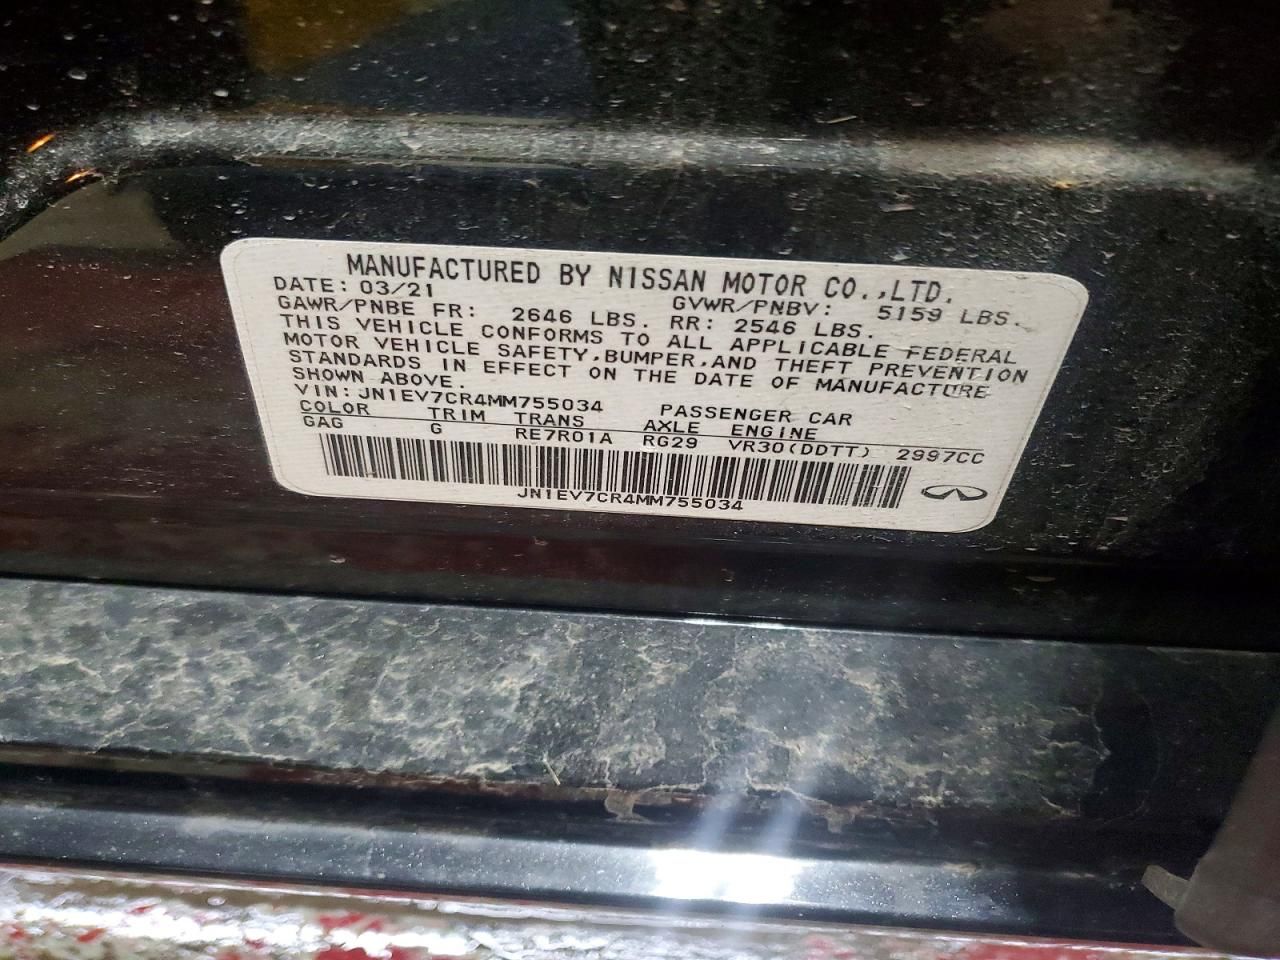 MANUFACTURED BY NISSAN MOTOR CO.,LTD.
DATE: 03/21 GVWR/PNBV: 5159 LBS.
GAWR/PNBE FR: 2646 LBS. RR: 2546 LBS.
THIS VEHICLE CONFORMS TO ALL APPLICABLE FEDERAL
MOTOR VEHICLE SAFETY,BUMPER,AND THEFT PREVENTION
STANDARDS IN EFFECT ON THE DATE OF MANUFACTURE
SHOWN ABOVE.
VIN:JN1EV7CR4MM755034 PASSENGER CAR
COLOR TRIM TRANS AXLE ENGINE
GAG G RE7R01A RG29 VR30(DDTT) 2997CC
JN1EV7CR4MM755034